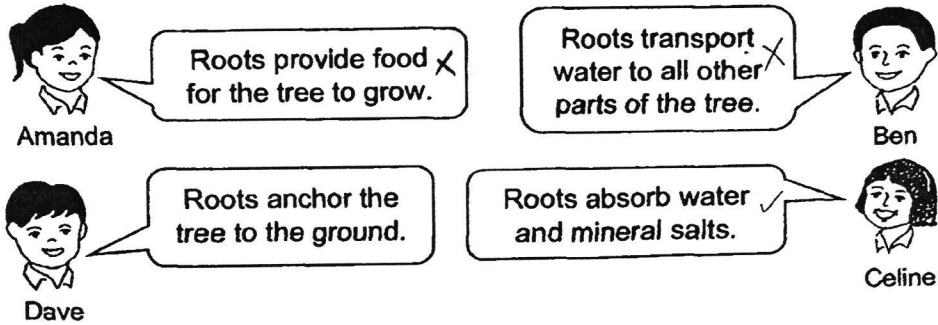 Roots provide food
for the tree to grow.
Amanda
Roots transport
water to all other
parts of the tree.
Ben
Roots anchor the
tree to the ground.
Dave
Roots absorb water
and mineral salts.
Celine